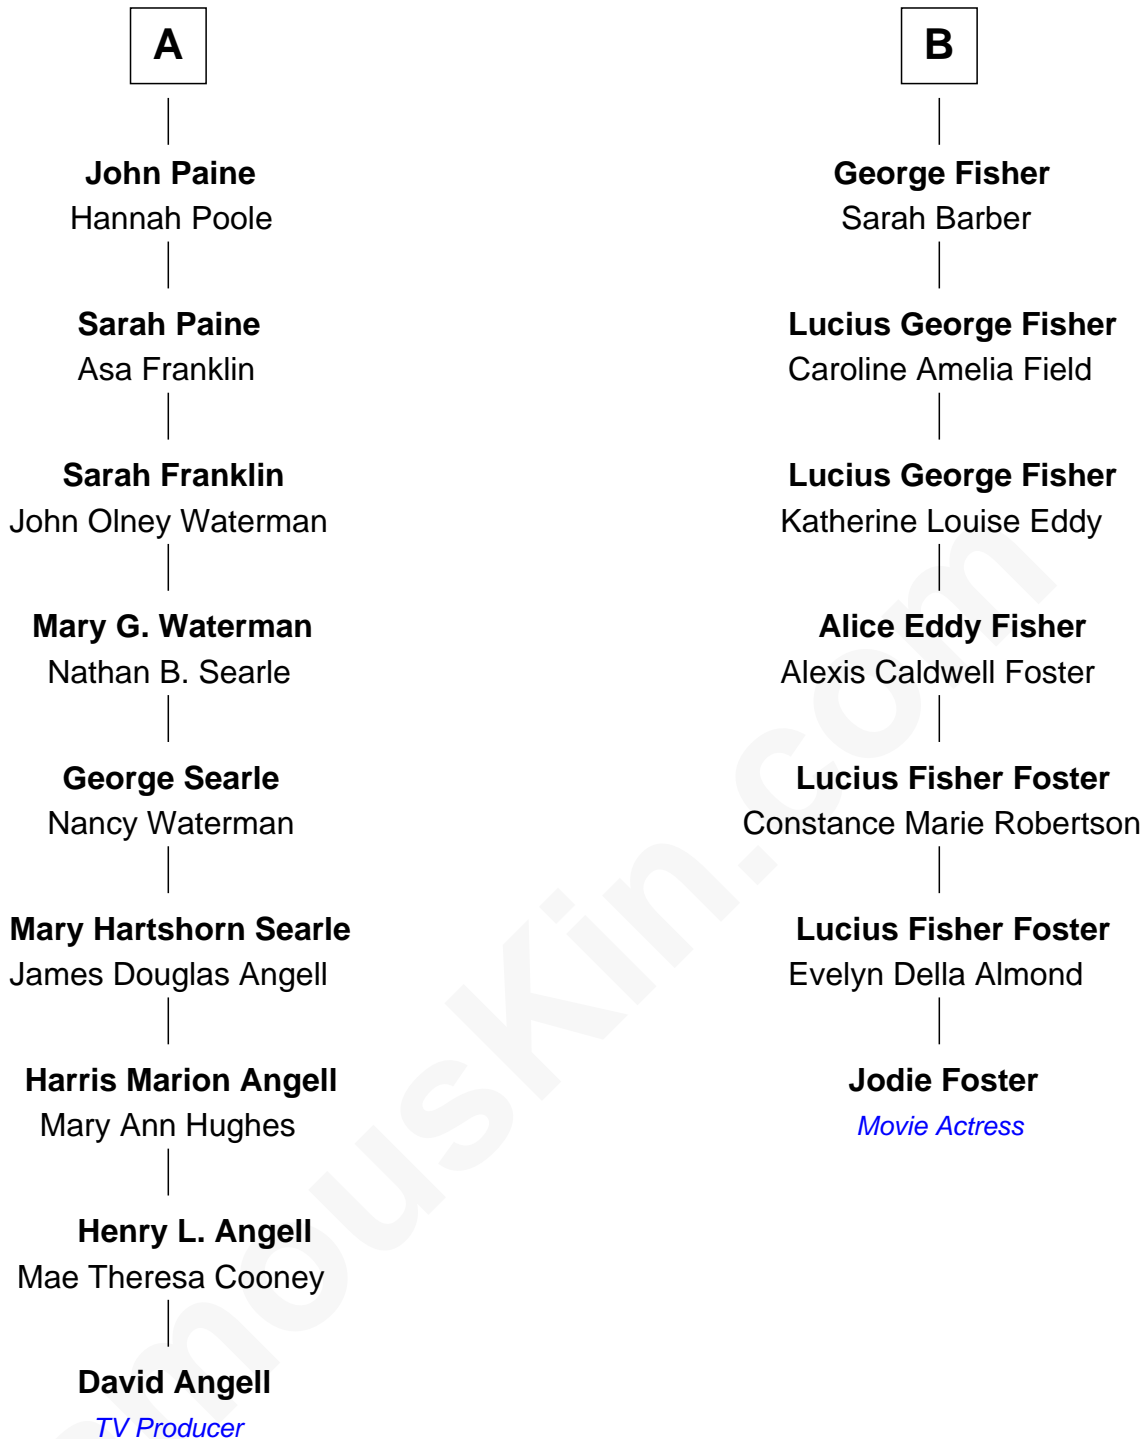 A
John Paine
Hannah Poole
Sarah Paine
Asa Franklin
Sarah Franklin
John Olney Waterman
Mary G. Waterman
Nathan B. Searle
George Searle
Nancy Waterman
Mary Hartshorn Searle
James Douglas Angell
Harris Marion Angell
Mary Ann Hughes
Henry L. Angell
Mae Theresa Cooney
David Angell
TV Producer
B
George Fisher
Sarah Barber
Lucius George Fisher
Caroline Amelia Field
Lucius George Fisher
Katherine Louise Eddy
Alice Eddy Fisher
Alexis Caldwell Foster
Lucius Fisher Foster
Constance Marie Robertson
Lucius Fisher Foster
Evelyn Della Almond
Jodie Foster
Movie Actress
mousKin.com